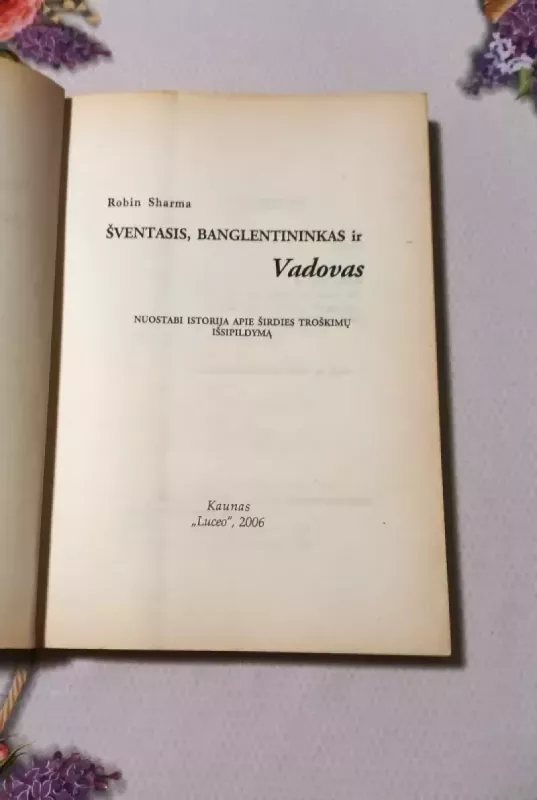 Robin Sharma
ŠVENTASIS, BANGLENTININKAS ir
Vadovas
NUOSTABI ISTORIJA APIE ŠIRDIES TROŠKIMŲ
IŠSIPILDYMĄ
Kaunas
„Luceo“, 2006